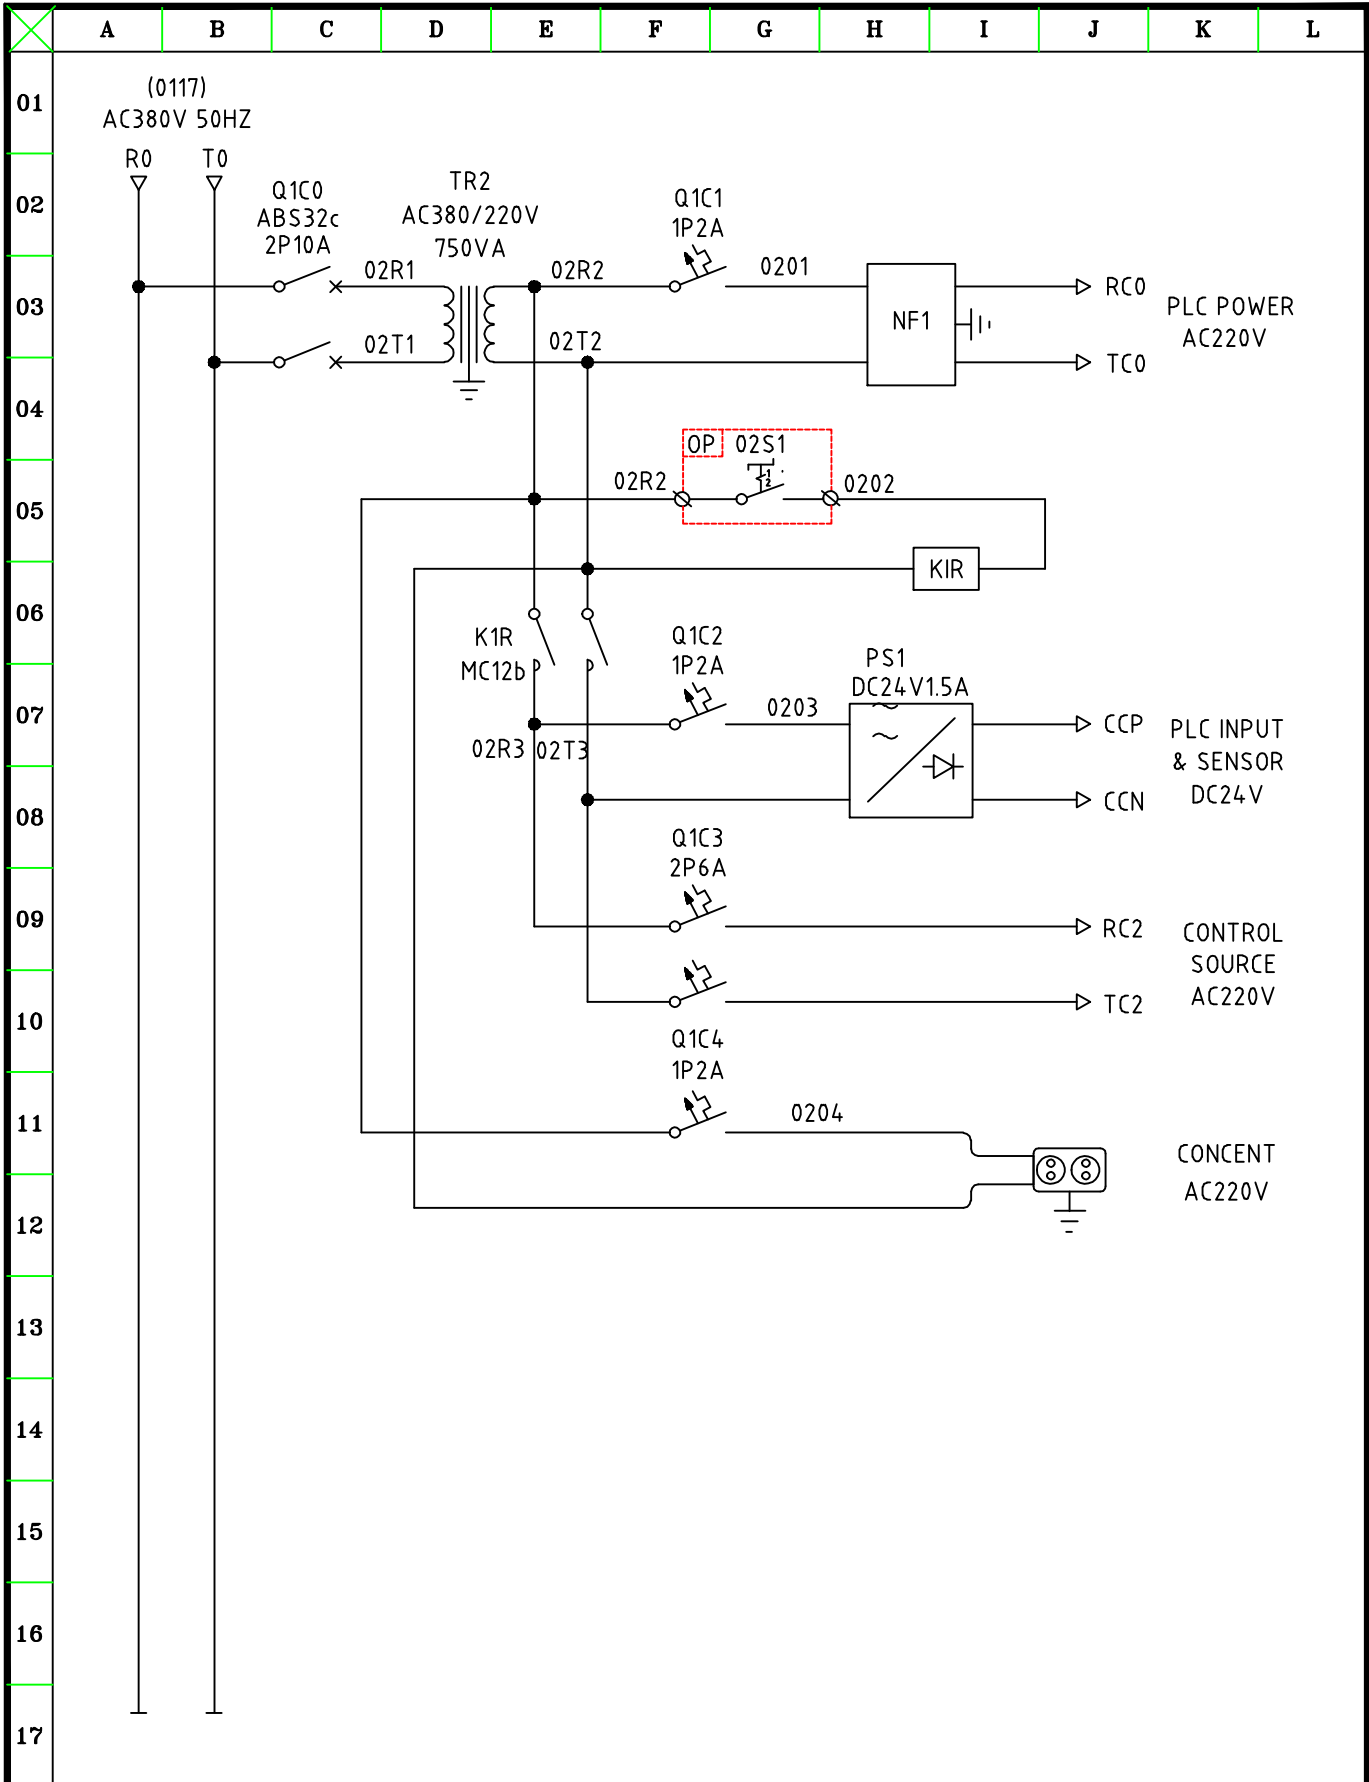 A B C D E F G H I J K L
01
(0117)
AC380V 50HZ
R0 T0
02
Q1C0
ABS32c
2P10A
TR2
AC380/220V
750VA
Q1C1
1P2A
03
02R1
02R2
0201
NF1
RC0
PLC POWER
AC220V
02T1
02T2
TC0
04
OP 02S1
1
2
05
02R2
0202
KIR
06
K1R
MC12b
Q1C2
1P2A
PS1
DC24V1.5A
07
0203
02R3 02T3
CCP
CCN
PLC INPUT
& SENSOR
DC24V
08
Q1C3
2P6A
09
RC2
CONTROL
SOURCE
AC220V
10
TC2
Q1C4
1P2A
11
0204
CONCENT
AC220V
12
13
14
15
16
17